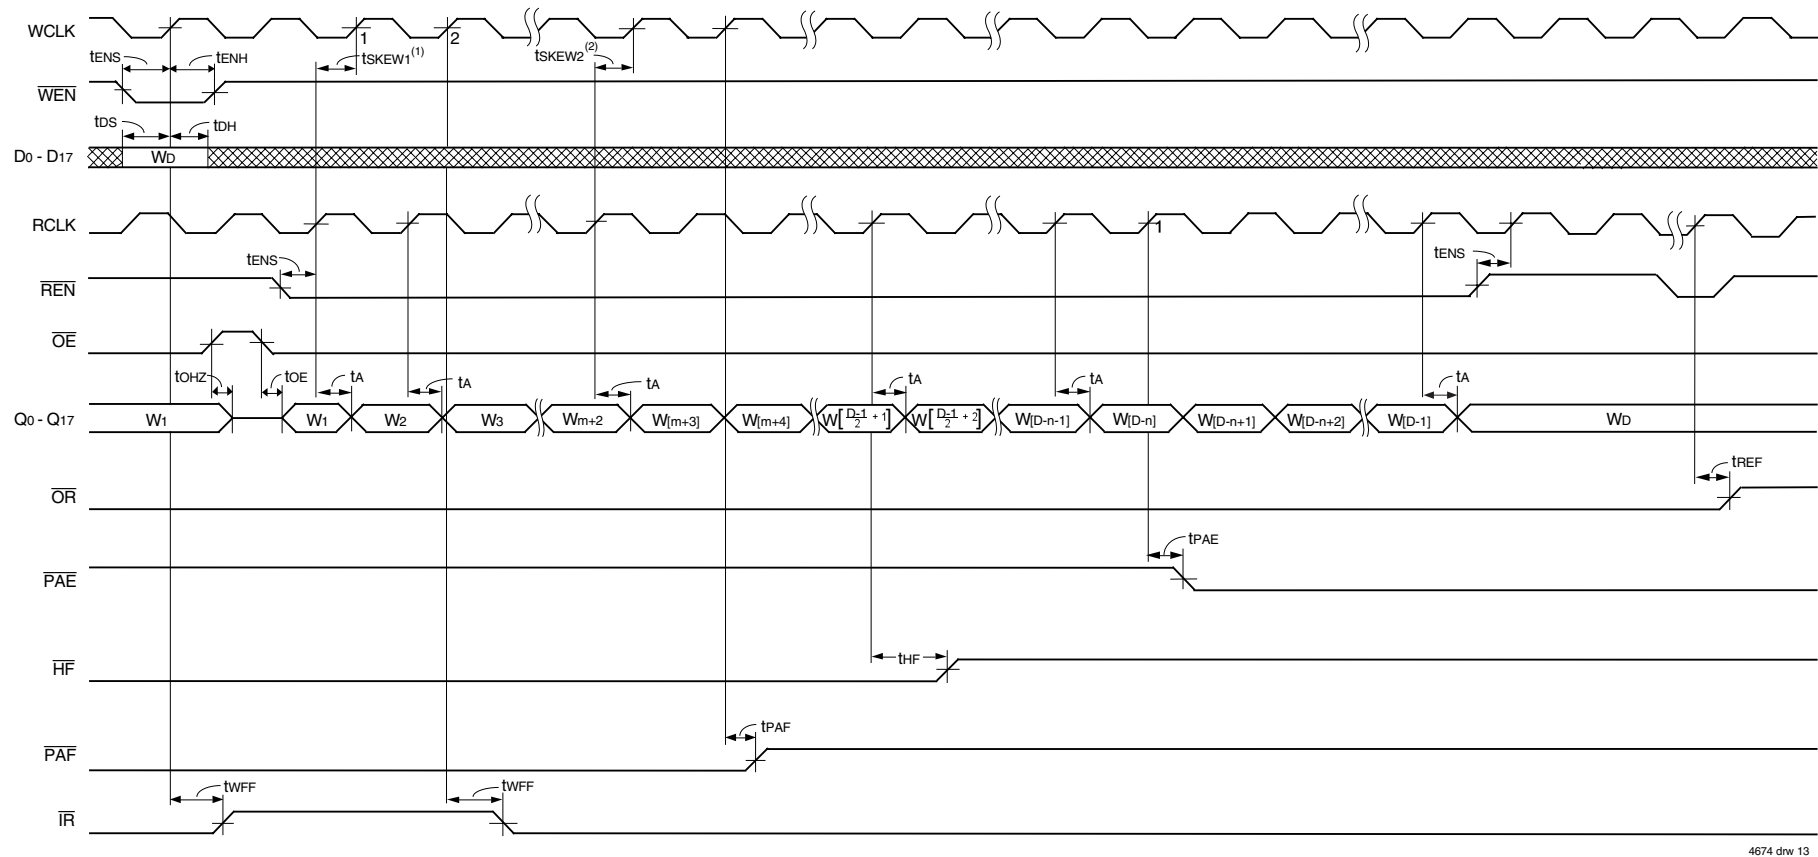 WCLK
1
2
tENS
tENH
tSKEW1(1)
tSKEW2(2)
WEN
tDS
tDH
D0 - D17
WD
RCLK
1
tENS
tENS
REN
OE
tOHZ
tOE
tA
tA
tA
tA
tA
tA
Q0 - Q17
W1
W1
W2
W3
Wm+2
W[m+3]
W[m+4]
W[D-1/2 + 1]
W[D-1/2 + 2]
W[D-n-1]
W[D-n]
W[D-n+1]
W[D-n+2]
W[D-1]
WD
tREF
OR
tPAE
PAE
tHF
HF
tPAF
PAF
tWFF
tWFF
IR
4674 drw 13